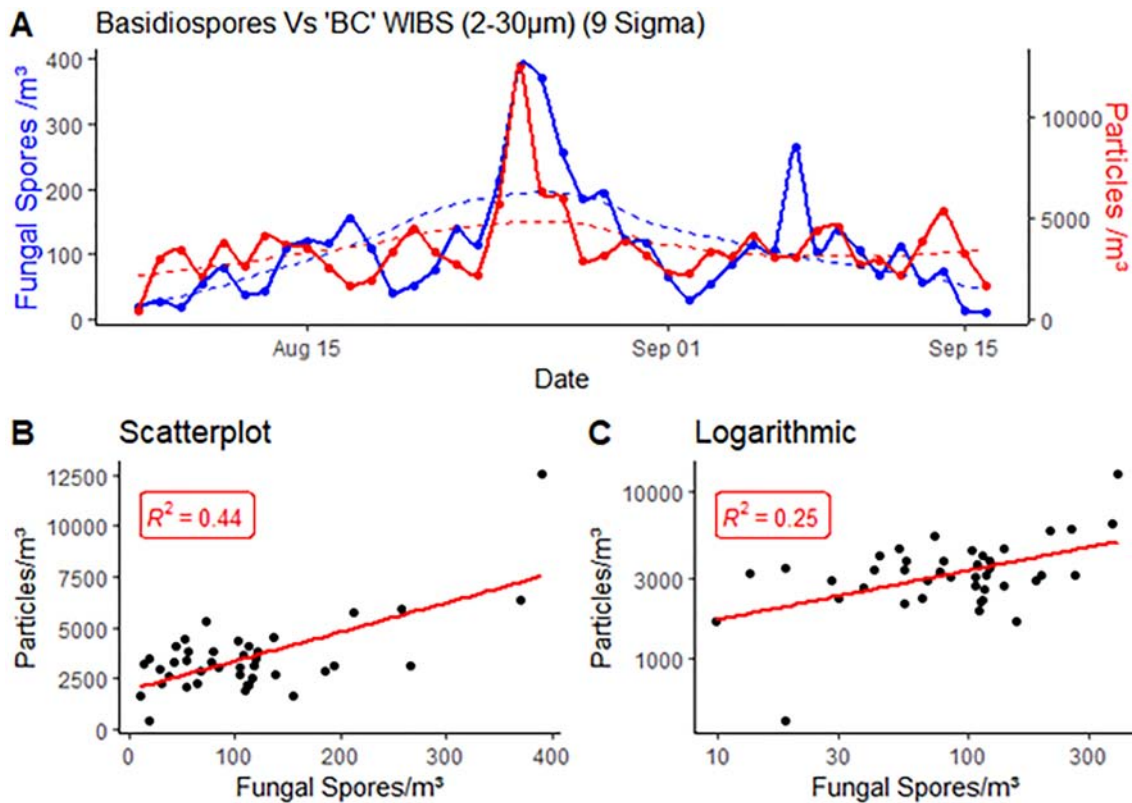 A
Basidiospores Vs 'BC' WIBS (2-30µm) (9 Sigma)
Fungal Spores /m³
400
300
200
100
0
10000
5000
0
Particles /m³
Aug 15
Sep 01
Sep 15
Date
B
Scatterplot
Particles/m³
12500
10000
7500
5000
2500
0
R² = 0.44
0
100
200
300
400
Fungal Spores/m³
C
Logarithmic
Particles/m³
10000
3000
1000
R² = 0.25
10
30
100
300
Fungal Spores/m³